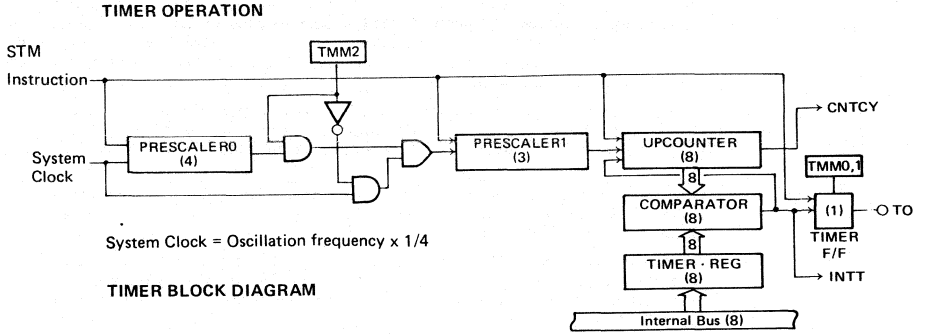 TIMER OPERATION
STM
Instruction
TMM2
CNTCY
PRESCALER0
(4)
PRESCALER1
(3)
UPCOUNTER
(8)
System
Clock
TMM0,1
8
COMPARATOR
(8)
(1)
TO
TIMER
F/F
System Clock = Oscillation frequency x 1/4
8
TIMER · REG
(8)
INTT
TIMER BLOCK DIAGRAM
Internal Bus (8)